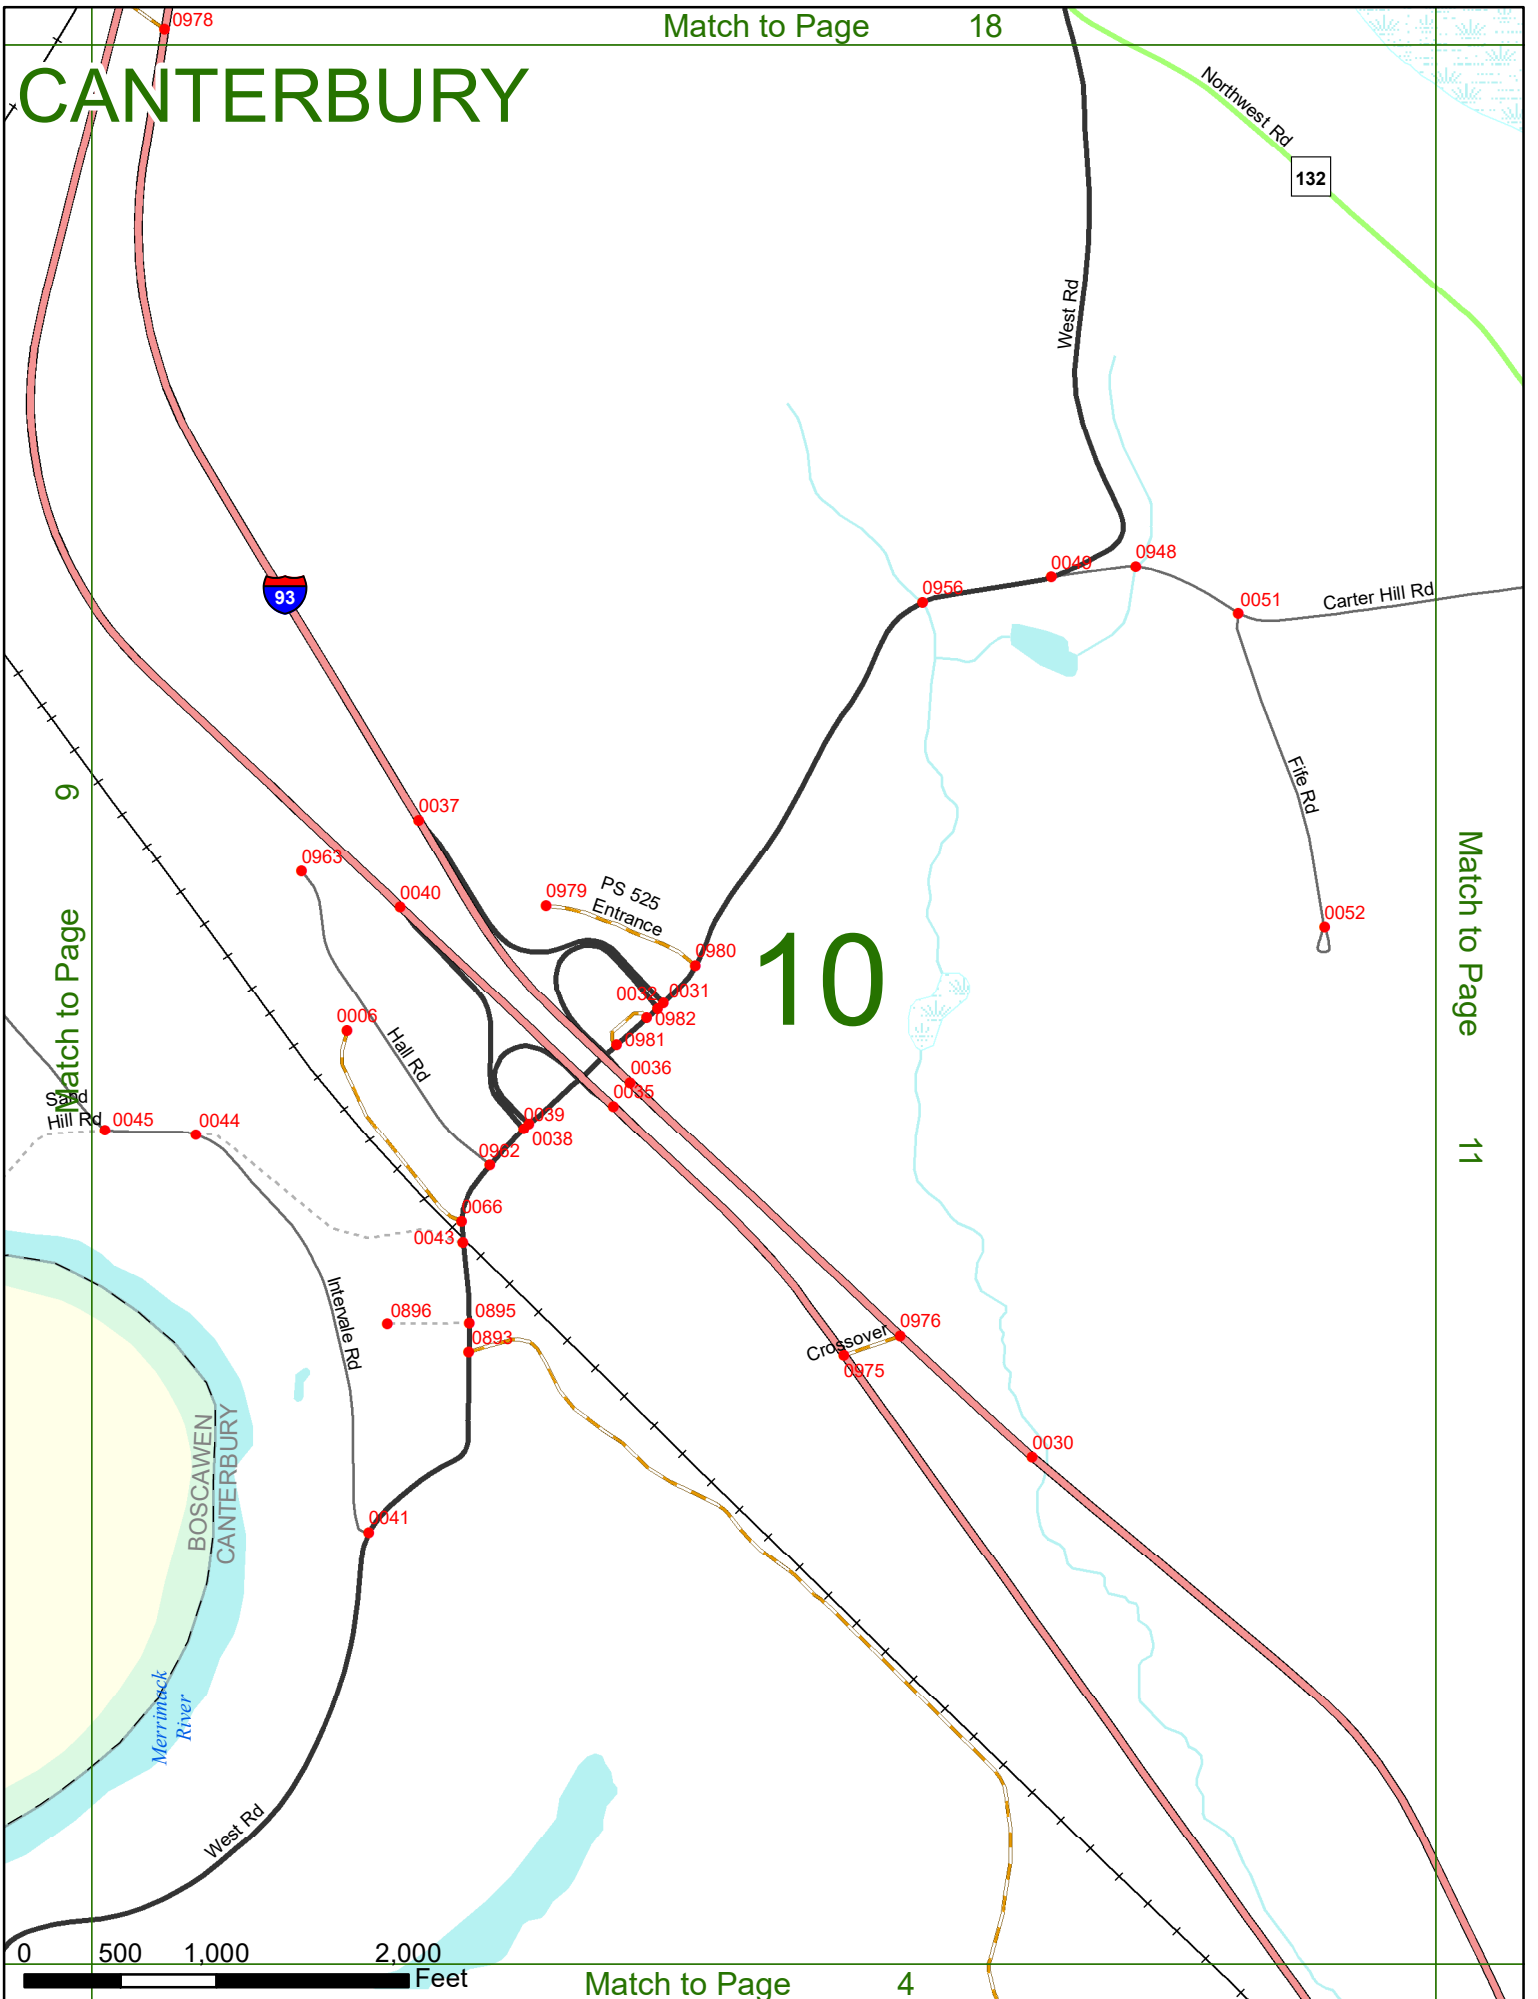 Match to Page 18
0978
CANTERBURY
Northwest Rd
132
West Rd
93
0049
0948
0956
0051
Carter Hill Rd
9
Match to Page
0037
Fife Rd
Match to Page
11
0963
0040
0979
PS 525
Entrance
0052
10
0980
0032
0031
0982
0006
0981
Hall Rd
0036
0035
Sand
Hill Rd
0045
0044
0039
0038
0962
0066
0043
Intervale Rd
0896
0895
0893
Crossover
0976
0975
BOSCAWEN
CANTERBURY
0030
0041
Merrimack
River
West Rd
0 500 1,000 2,000
Feet
Match to Page 4